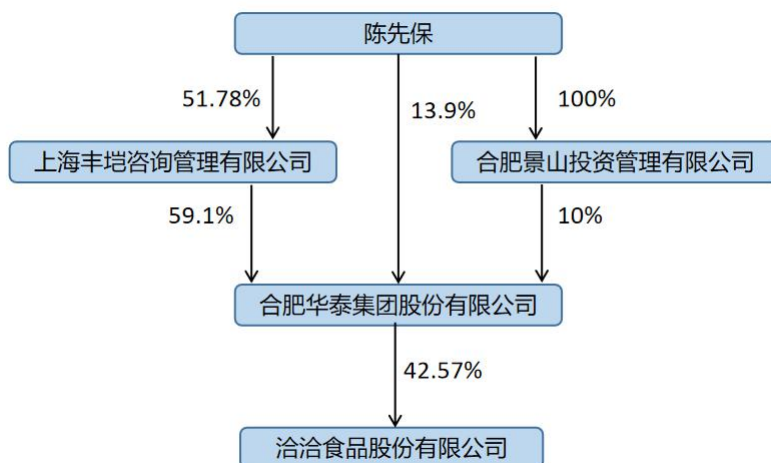 陈先保
51.78%
13.9%
100%
上海丰垲咨询管理有限公司
合肥景山投资管理有限公司
59.1%
10%
合肥华泰集团股份有限公司
42.57%
洽洽食品股份有限公司